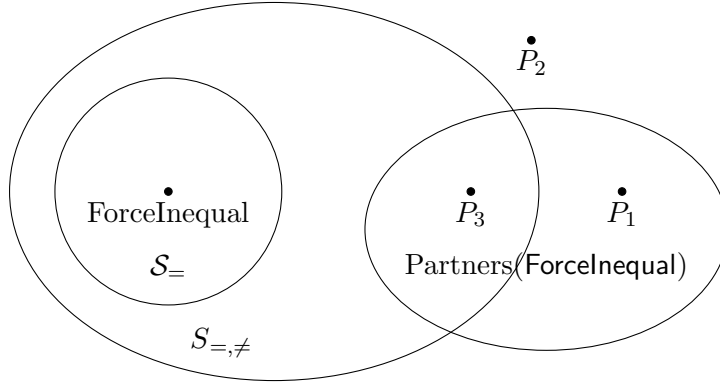 P₂
ForceInequal
P₃
P₁
𝒮₌
Partners(ForceInequal)
S₌,≠